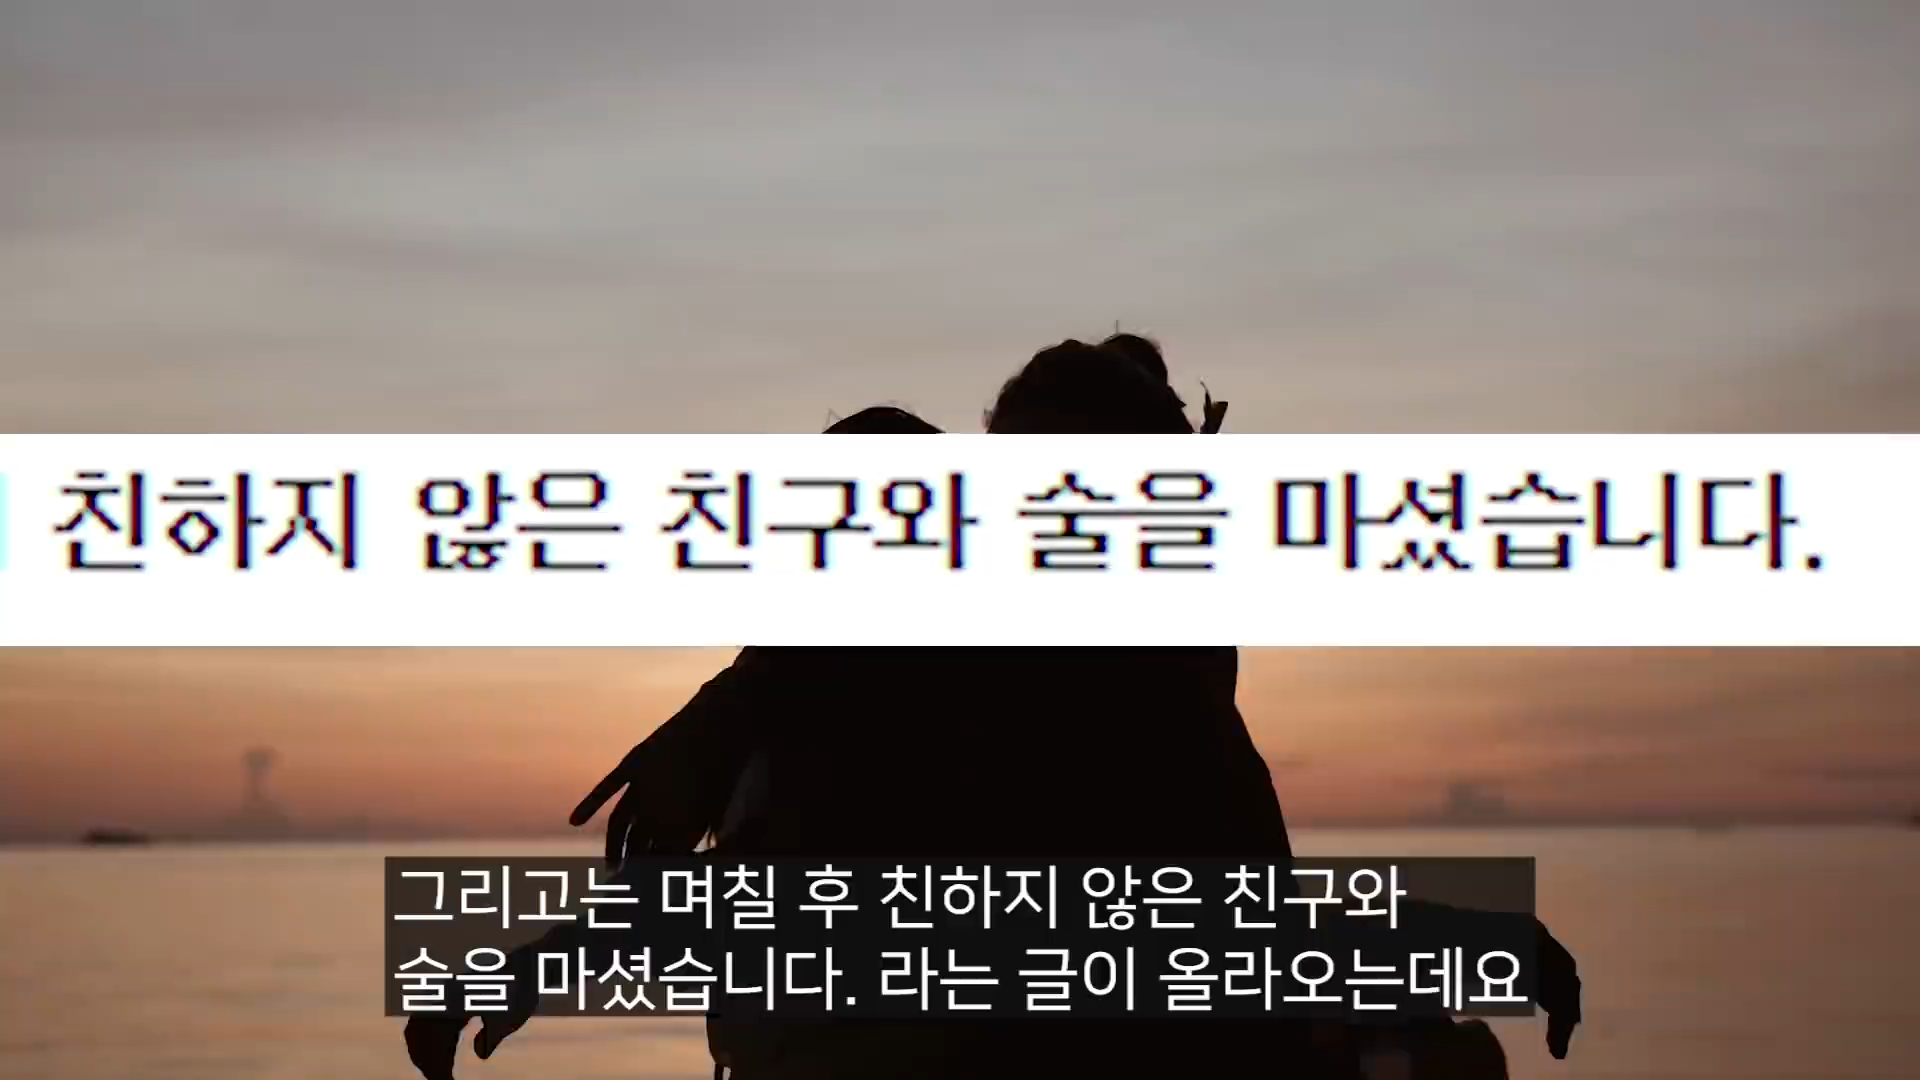 친하지 않은 친구와 술을 마셨습니다.
그리고는 며칠 후 친하지 않은 친구와
술을 마셨습니다. 라는 글이 올라오는데요